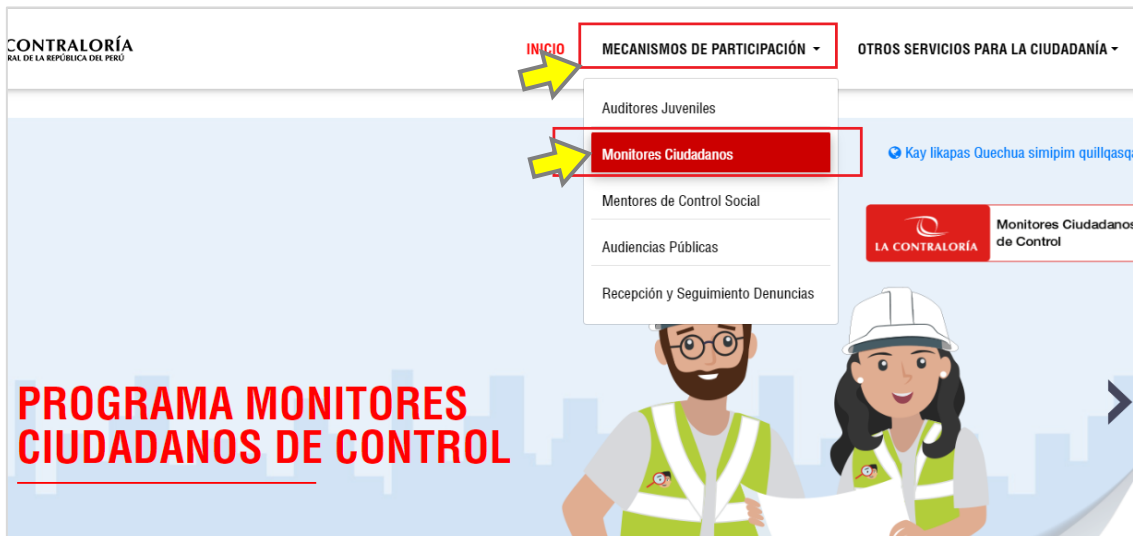 CONTRALORÍA
RAL DE LA REPÚBLICA DEL PERÚ
INICIO
MECANISMOS DE PARTICIPACIÓN
OTROS SERVICIOS PARA LA CIUDADANÍA
Auditores Juveniles
Monitores Ciudadanos
Mentores de Control Social
Audiencias Públicas
Recepción y Seguimiento Denuncias
Kay likapas Quechua simipim quillqasqa
LA CONTRALORÍA
Monitores Ciudadanos
de Control
PROGRAMA MONITORES
CIUDADANOS DE CONTROL